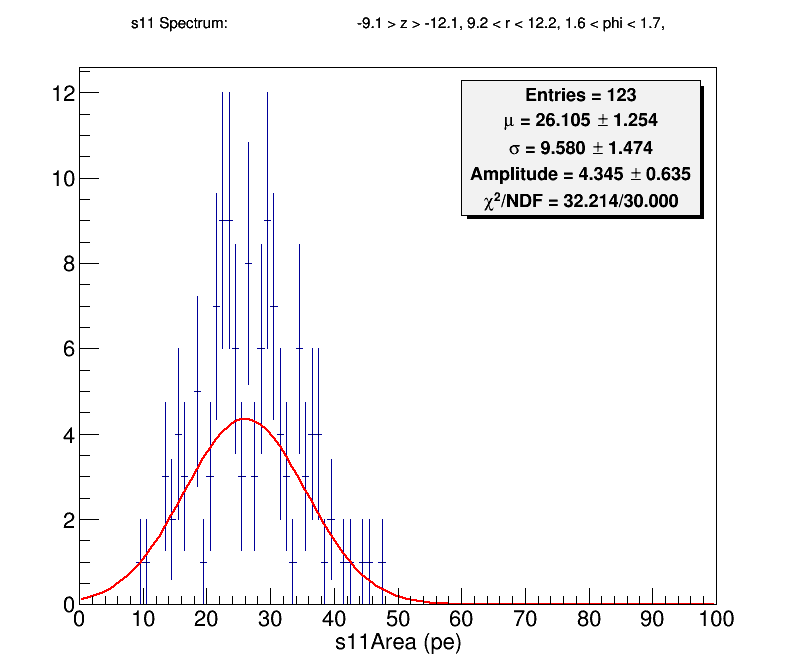 s11 Spectrum: -9.1 > z > -12.1, 9.2 < r < 12.2, 1.6 < phi < 1.7,
Entries = 123
μ = 26.105 ± 1.254
σ = 9.580 ± 1.474
Amplitude = 4.345 ± 0.635
χ²/NDF = 32.214/30.000
12
10
8
6
4
2
0
0 10 20 30 40 50 60 70 80 90 100
s11Area (pe)